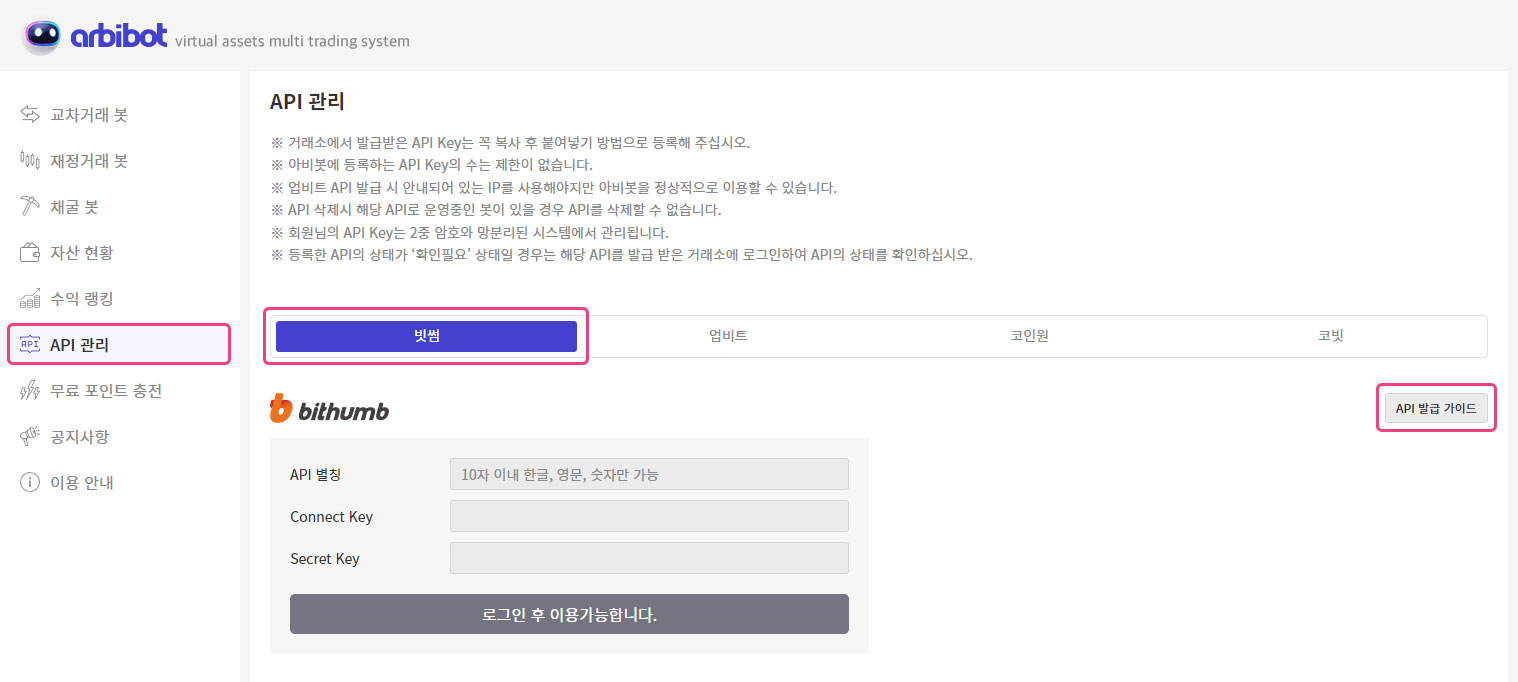 arbibot virtual assets multi trading system
교차거래 봇
재정거래 봇
채굴 봇
자산 현황
수익 랭킹
API API 관리
무료 포인트 충전
공지사항
이용 안내
API 관리
※ 거래소에서 발급받은 API Key는 꼭 복사 후 붙여넣기 방법으로 등록해 주십시오.
※ 아비봇에 등록하는 API Key의 수는 제한이 없습니다.
※ 업비트 API 발급 시 안내되어 있는 IP를 사용해야지만 아비봇을 정상적으로 이용할 수 있습니다.
※ API 삭제시 해당 API로 운영중인 봇이 있을 경우 API를 삭제할 수 없습니다.
※ 회원님의 API Key는 2중 암호와 망분리된 시스템에서 관리됩니다.
※ 등록한 API의 상태가 ‘확인필요’ 상태일 경우는 해당 API를 발급 받은 거래소에 로그인하여 API의 상태를 확인하십시오.
빗썸 업비트 코인원 코빗
bithumb API 발급 가이드
API 별칭 10자 이내 한글, 영문, 숫자만 가능
Connect Key
Secret Key
로그인 후 이용가능합니다.